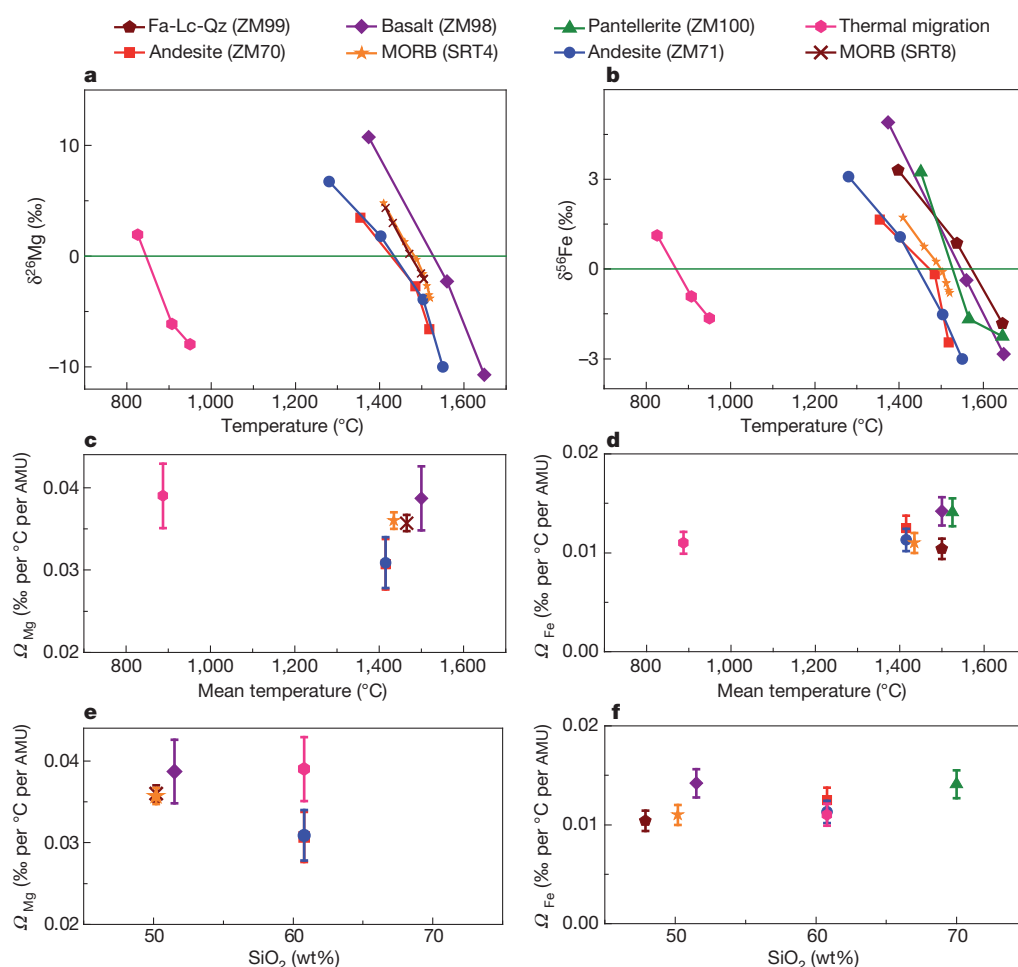 Fa-Lc-Qz (ZM99) Basalt (ZM98) Pantellerite (ZM100) Thermal migration
Andesite (ZM70) MORB (SRT4) Andesite (ZM71) MORB (SRT8)
a
10
0
−10
δ26Mg (‰)
800 1,000 1,200 1,400 1,600
Temperature (°C)
b
3
0
−3
δ56Fe (‰)
800 1,000 1,200 1,400 1,600
Temperature (°C)
c
0.04
0.03
0.02
Ω Mg (‰ per °C per AMU)
800 1,000 1,200 1,400 1,600
Mean temperature (°C)
d
0.02
0.01
0.00
Ω Fe (‰ per °C per AMU)
800 1,000 1,200 1,400 1,600
Mean temperature (°C)
e
0.04
0.03
0.02
Ω Mg (‰ per °C per AMU)
50 60 70
SiO2 (wt%)
f
0.02
0.01
0.00
Ω Fe (‰ per °C per AMU)
50 60 70
SiO2 (wt%)